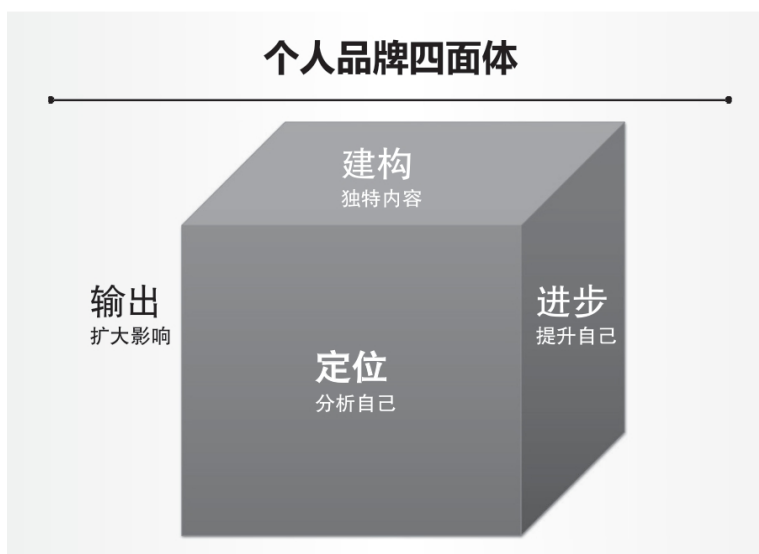 个人品牌四面体
建构
独特内容
输出
扩大影响
进步
提升自己
定位
分析自己